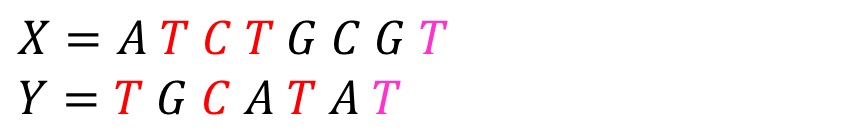 X = A T C T G C G T
Y = T G C A T A T